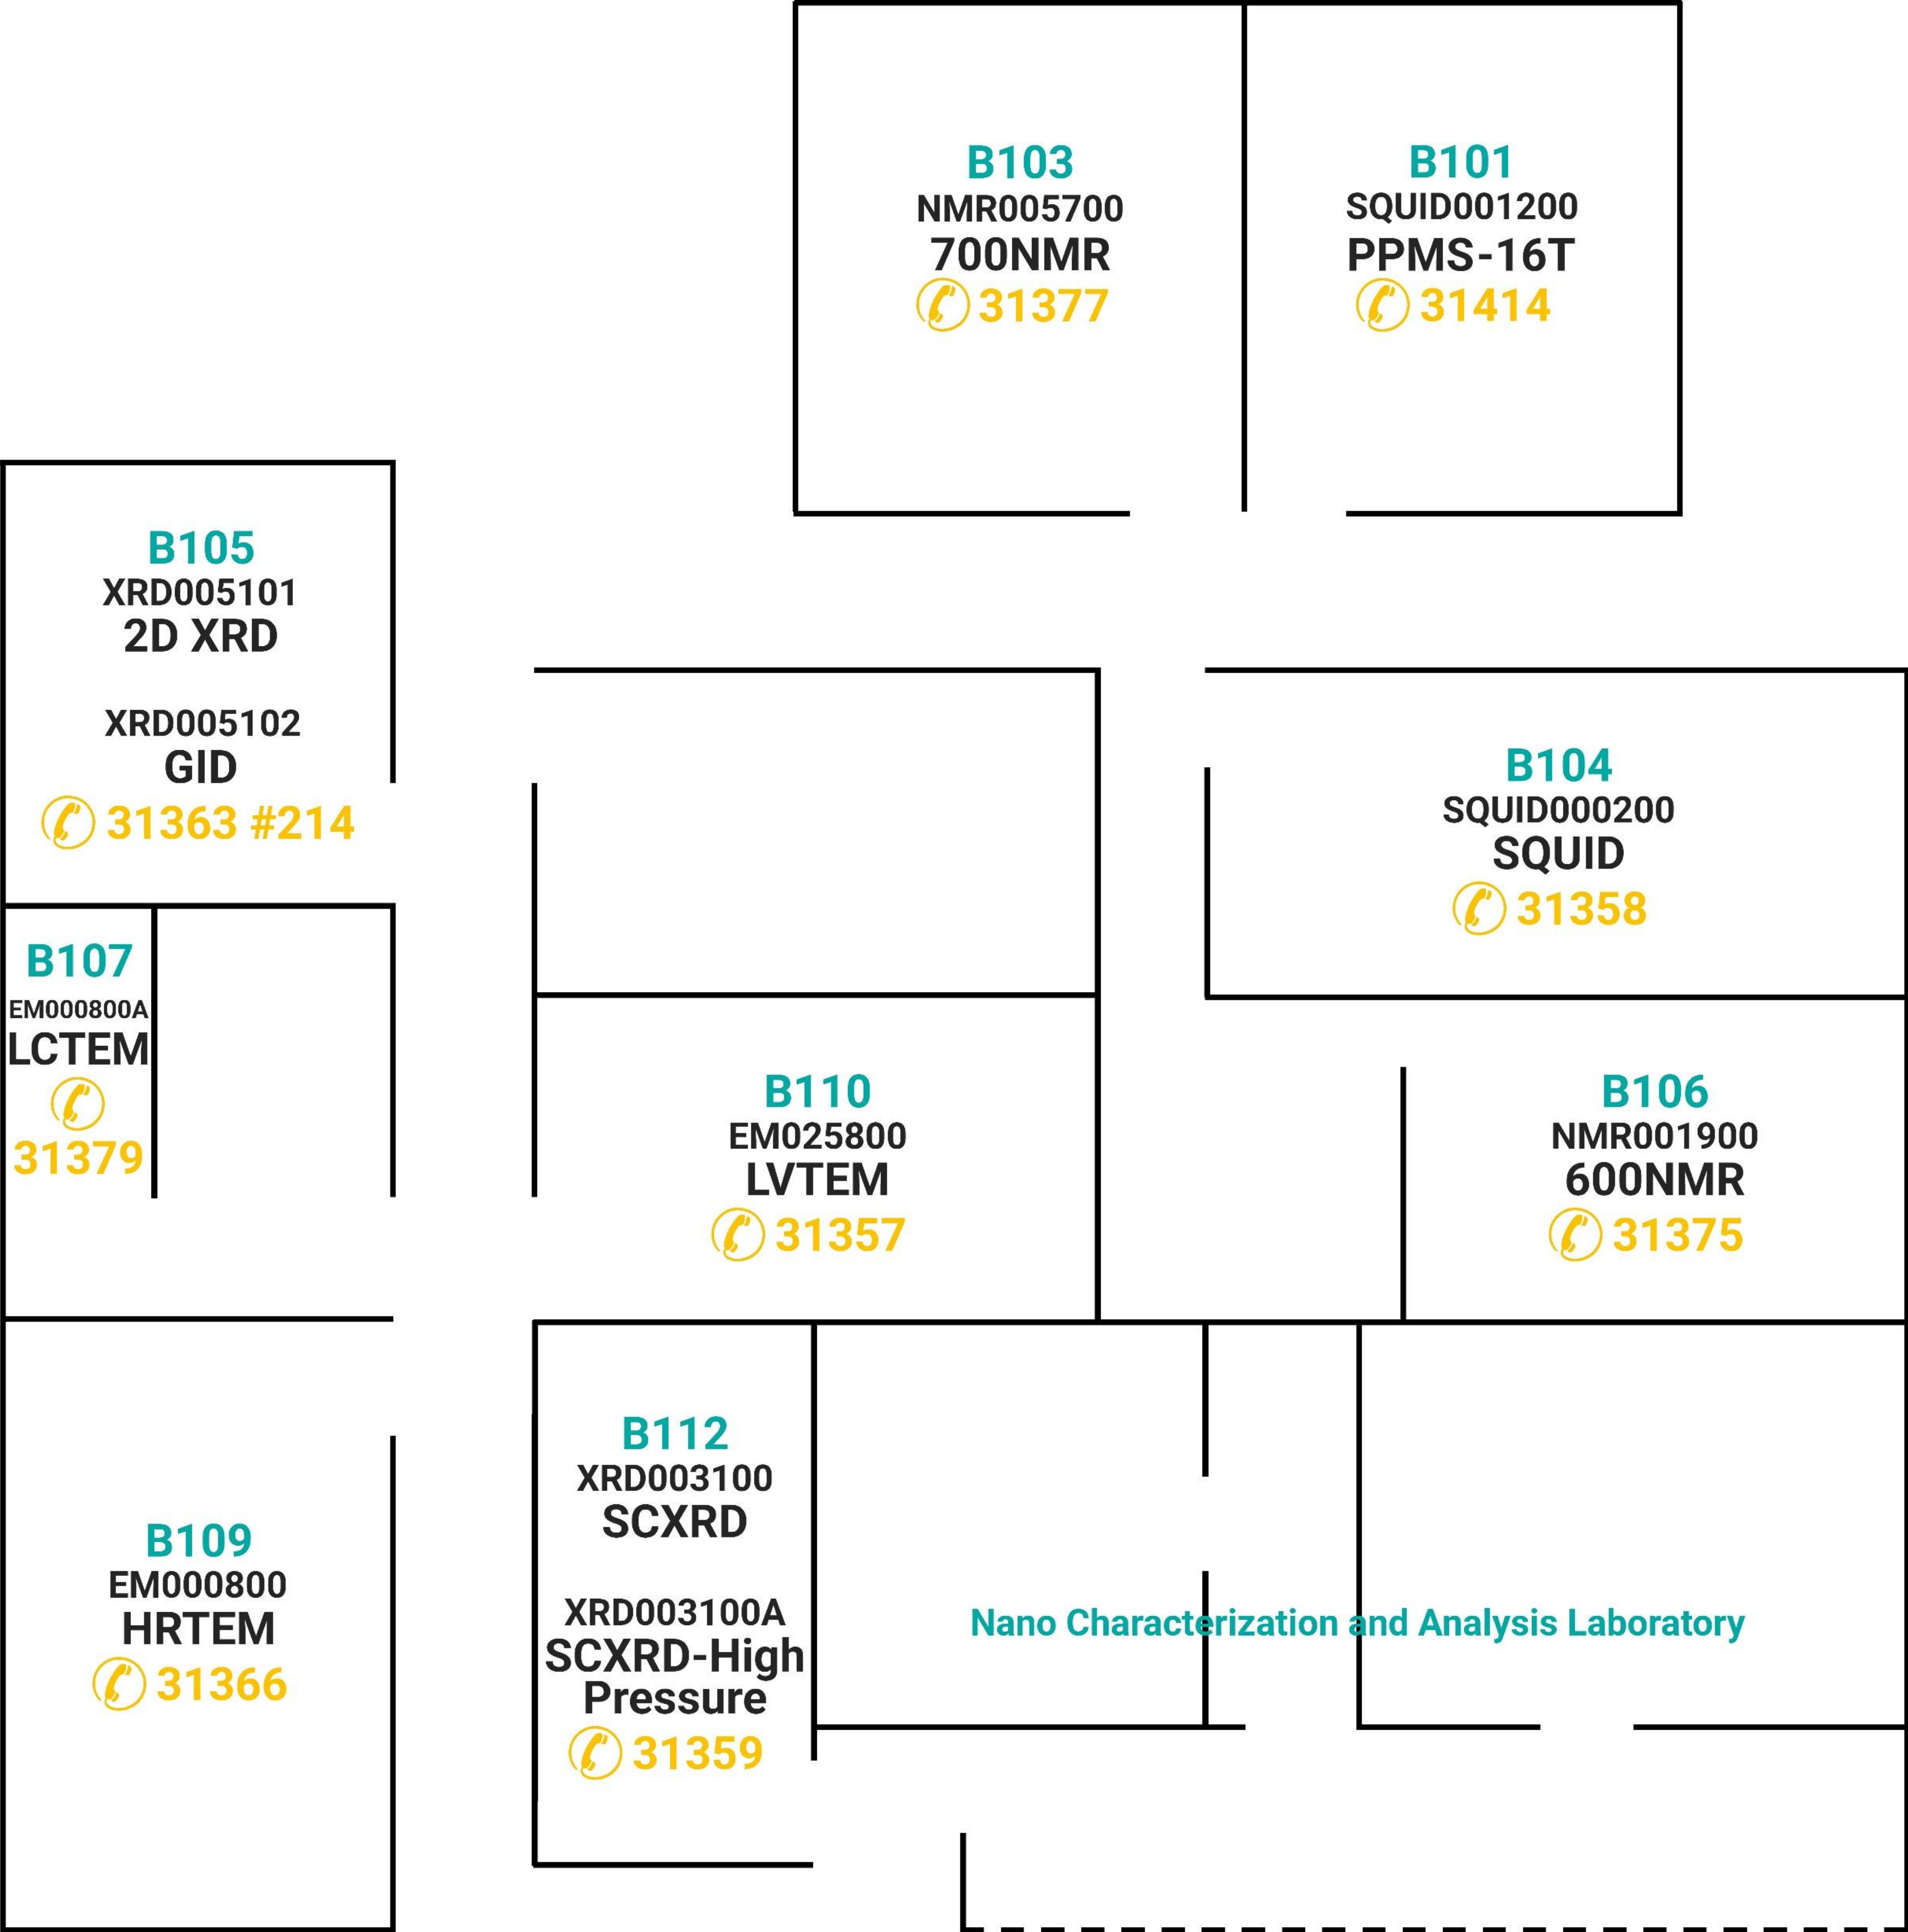 B103
NMR005700
700NMR
31377
B101
SQUID001200
PPMS-16T
31414
B105
XRD005101
2D XRD
XRD005102
GID
31363 #214
B104
SQUID000200
SQUID
31358
B107
EM000800A
LCTEM
31379
B110
EM025800
LVTEM
31357
B106
NMR001900
600NMR
31375
B109
EM000800
HRTEM
31366
B112
XRD003100
SCXRD
XRD003100A
SCXRD-High
Pressure
31359
Nano Characterization and Analysis Laboratory